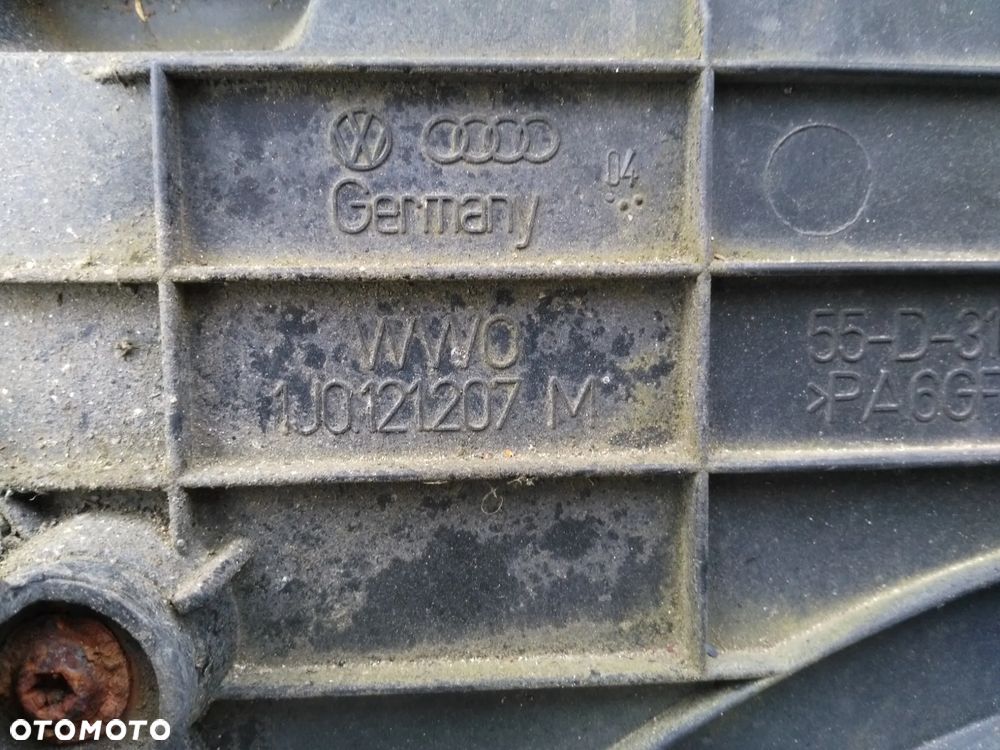 04
Germany
WWO
1J0121207 M
55-D-31
>PA6GF
OTOMOTO